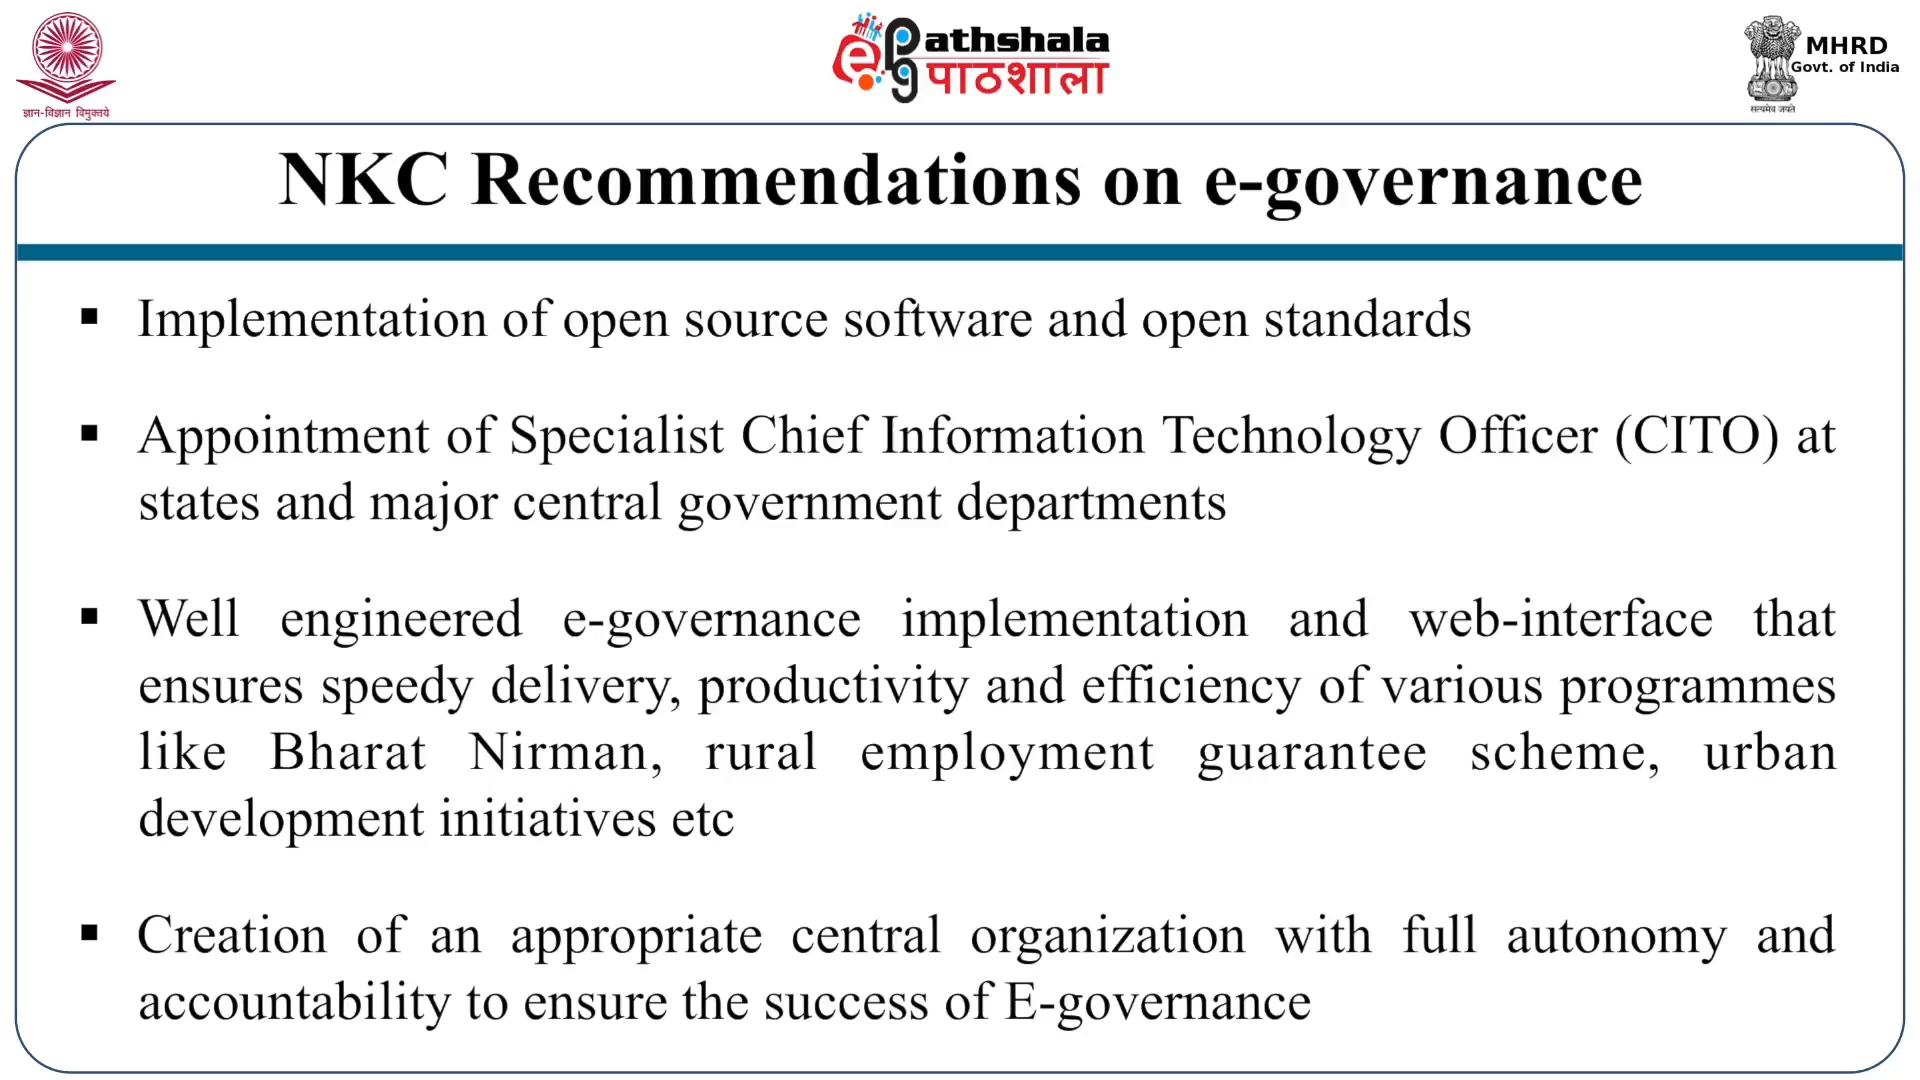 ज्ञान-विज्ञान विमुक्तये
ePathshala
पाठशाला
MHRD
Govt. of India
सत्यमेव जयते
NKC Recommendations on e-governance
▪ Implementation of open source software and open standards
▪ Appointment of Specialist Chief Information Technology Officer (CITO) at
states and major central government departments
▪ Well engineered e-governance implementation and web-interface that
ensures speedy delivery, productivity and efficiency of various programmes
like Bharat Nirman, rural employment guarantee scheme, urban
development initiatives etc
▪ Creation of an appropriate central organization with full autonomy and
accountability to ensure the success of E-governance